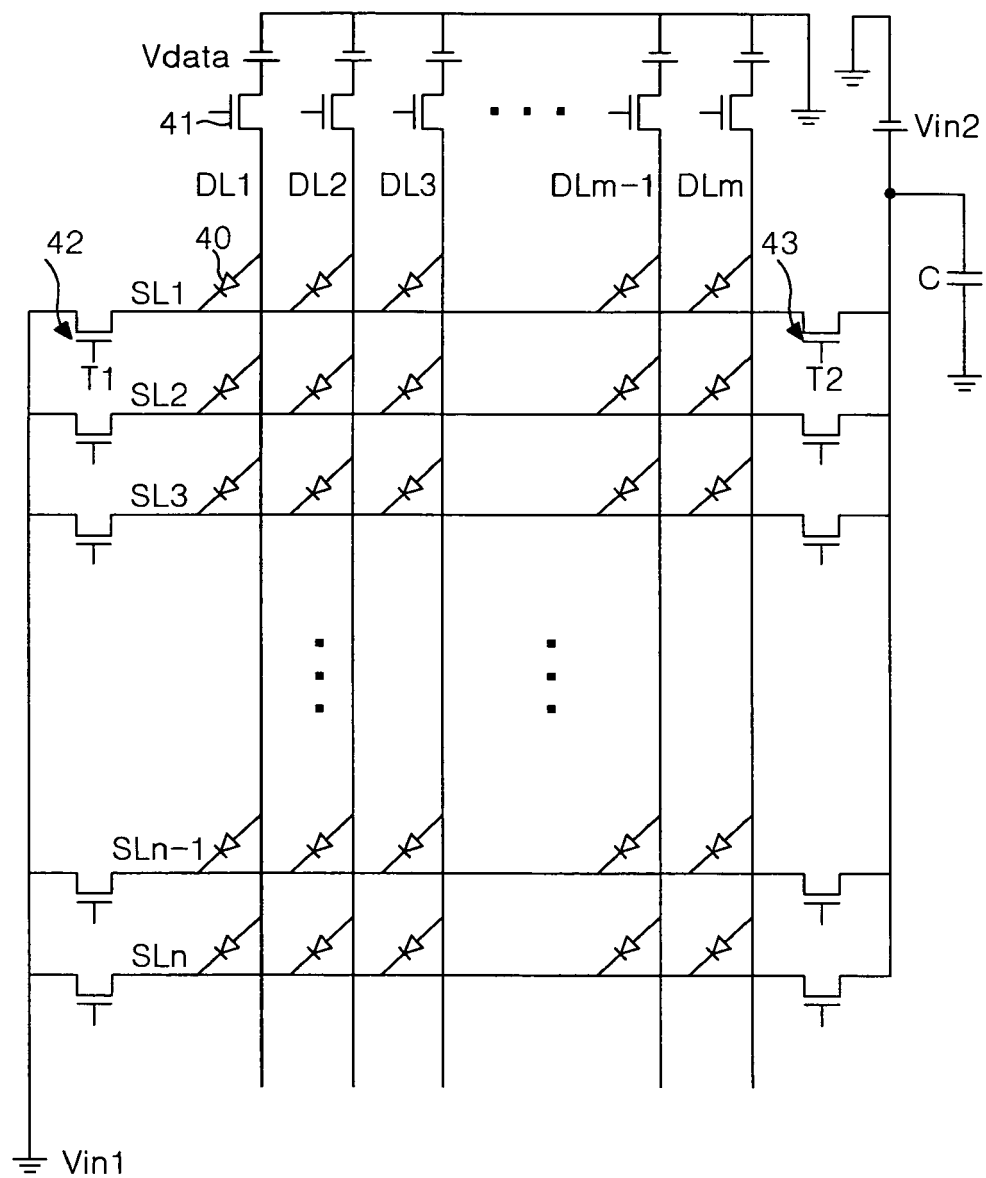 Vdata
41
Vin2
DL1 DL2 DL3 DLm-1 DLm
42
40
43
SL1
C
T1
T2
SL2
SL3
SLn-1
SLn
Vin1